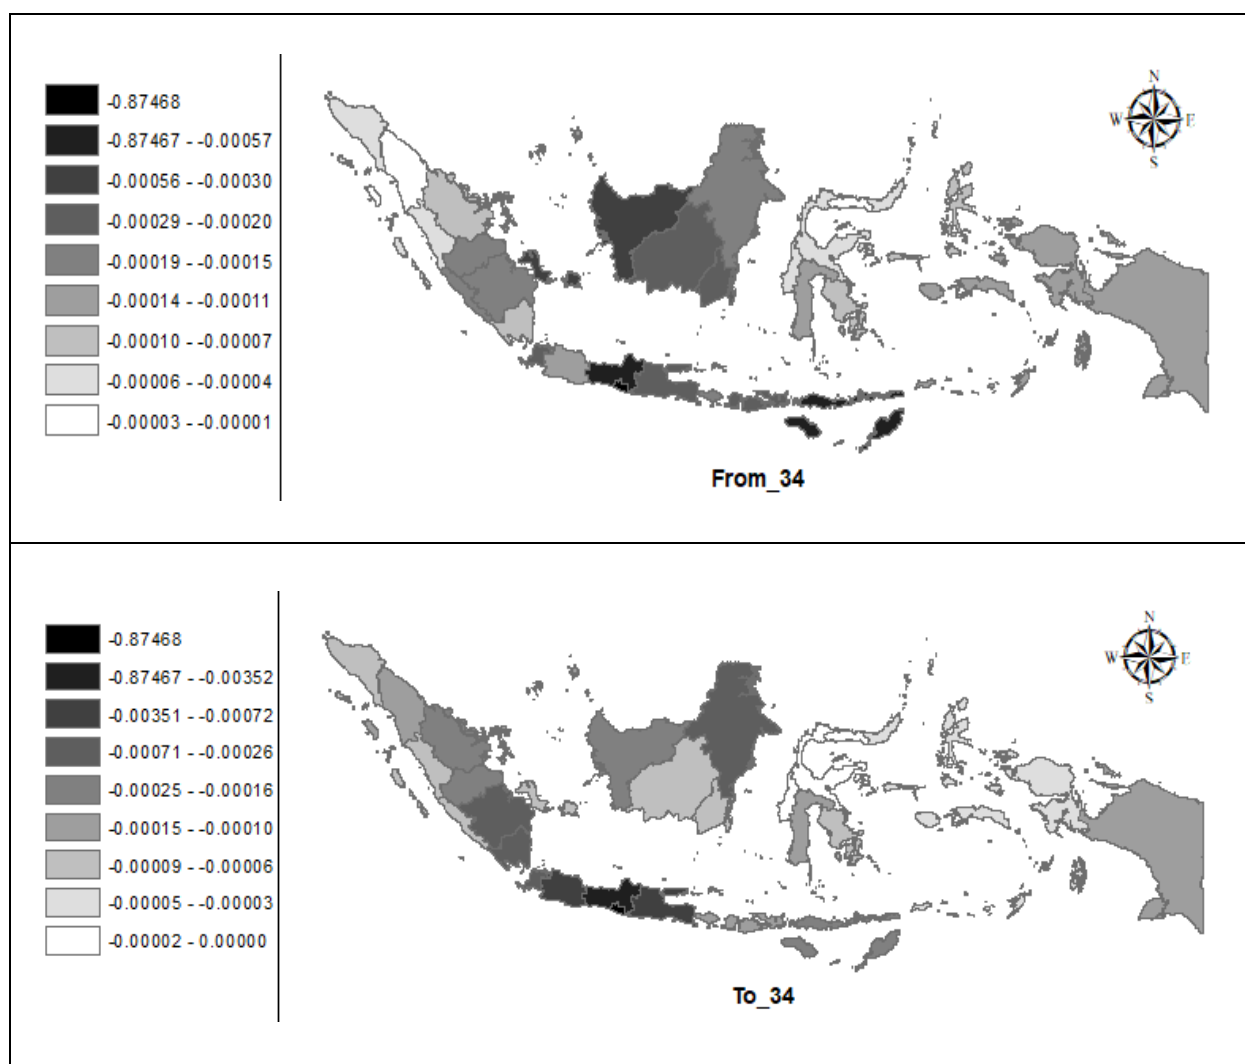 -0.87468
-0.87467 - -0.00057
-0.00056 - -0.00030
-0.00029 - -0.00020
-0.00019 - -0.00015
-0.00014 - -0.00011
-0.00010 - -0.00007
-0.00006 - -0.00004
-0.00003 - -0.00001
N
W E
S
From_34
-0.87468
-0.87467 - -0.00352
-0.00351 - -0.00072
-0.00071 - -0.00026
-0.00025 - -0.00016
-0.00015 - -0.00010
-0.00009 - -0.00006
-0.00005 - -0.00003
-0.00002 - 0.00000
N
W E
S
To_34